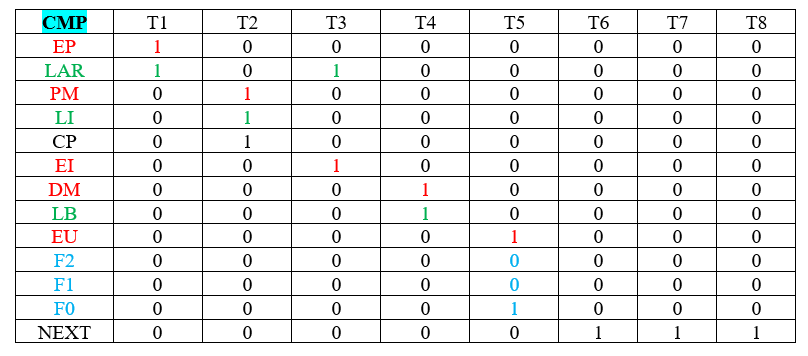 CMP T1 T2 T3 T4 T5 T6 T7 T8
EP 1 0 0 0 0 0 0 0
LAR 1 0 1 0 0 0 0 0
PM 0 1 0 0 0 0 0 0
LI 0 1 0 0 0 0 0 0
CP 0 1 0 0 0 0 0 0
EI 0 0 1 0 0 0 0 0
DM 0 0 0 1 0 0 0 0
LB 0 0 0 1 0 0 0 0
EU 0 0 0 0 1 0 0 0
F2 0 0 0 0 0 0 0 0
F1 0 0 0 0 0 0 0 0
F0 0 0 0 0 1 0 0 0
NEXT 0 0 0 0 0 1 1 1